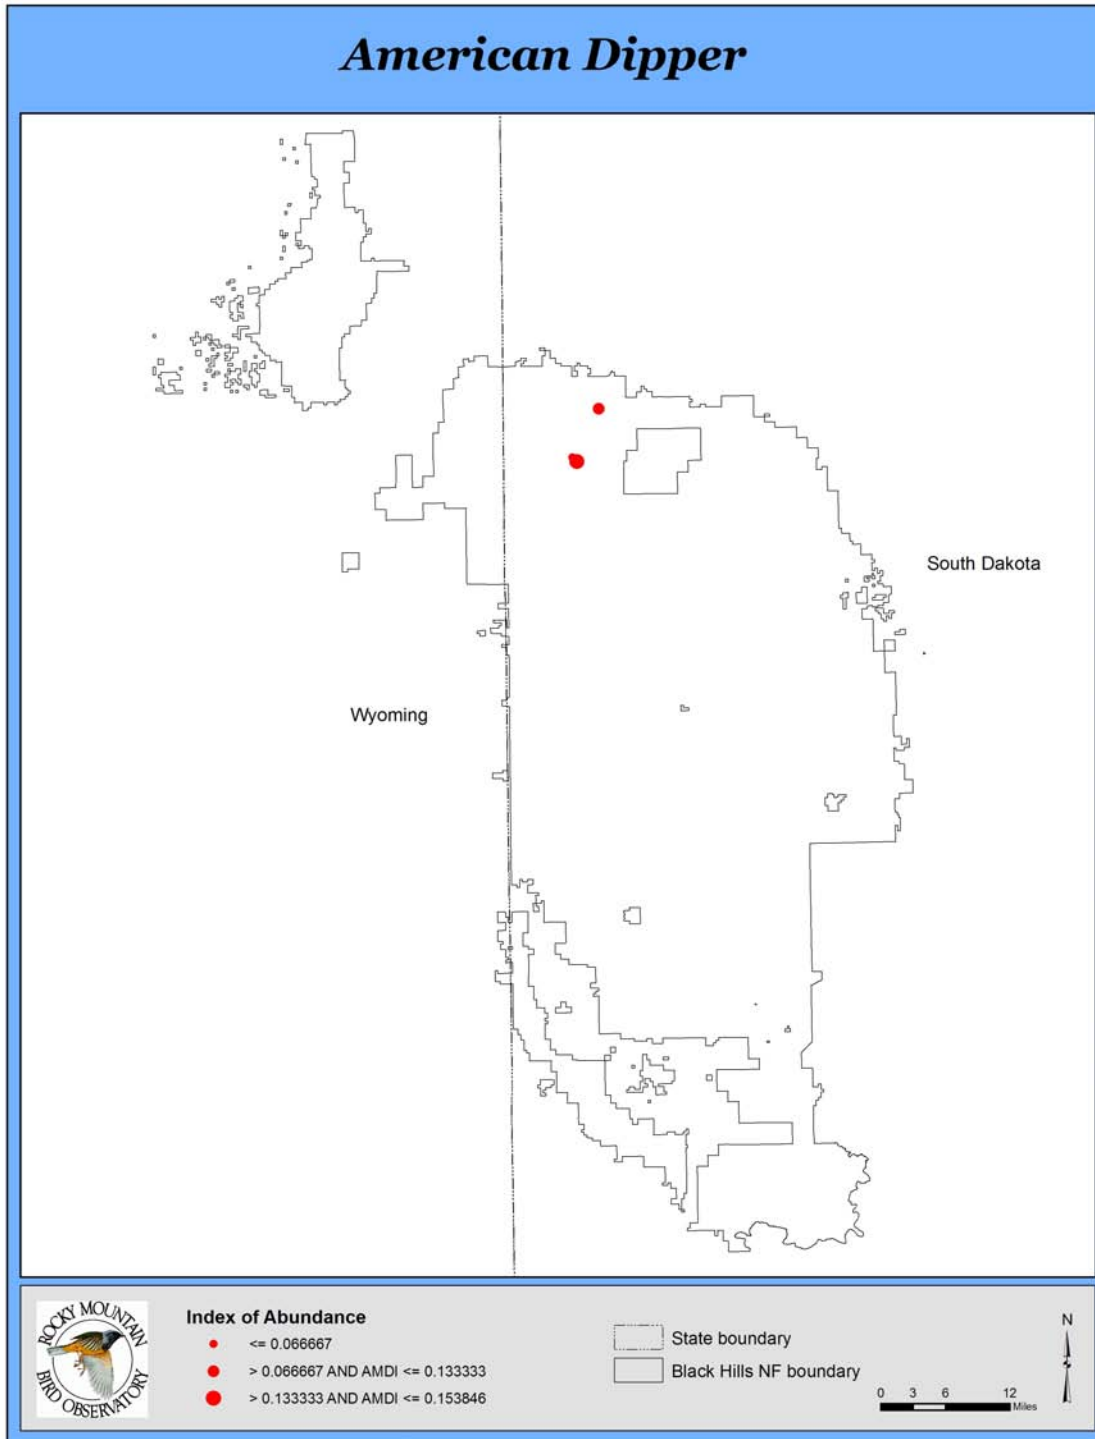 American Dipper
South Dakota
Wyoming
ROCKY MOUNTAIN
BIRD OBSERVATORY
Index of Abundance
<= 0.066667
> 0.066667 AND AMDI <= 0.133333
> 0.133333 AND AMDI <= 0.153846
State boundary
Black Hills NF boundary
N
0 3 6 12
Miles